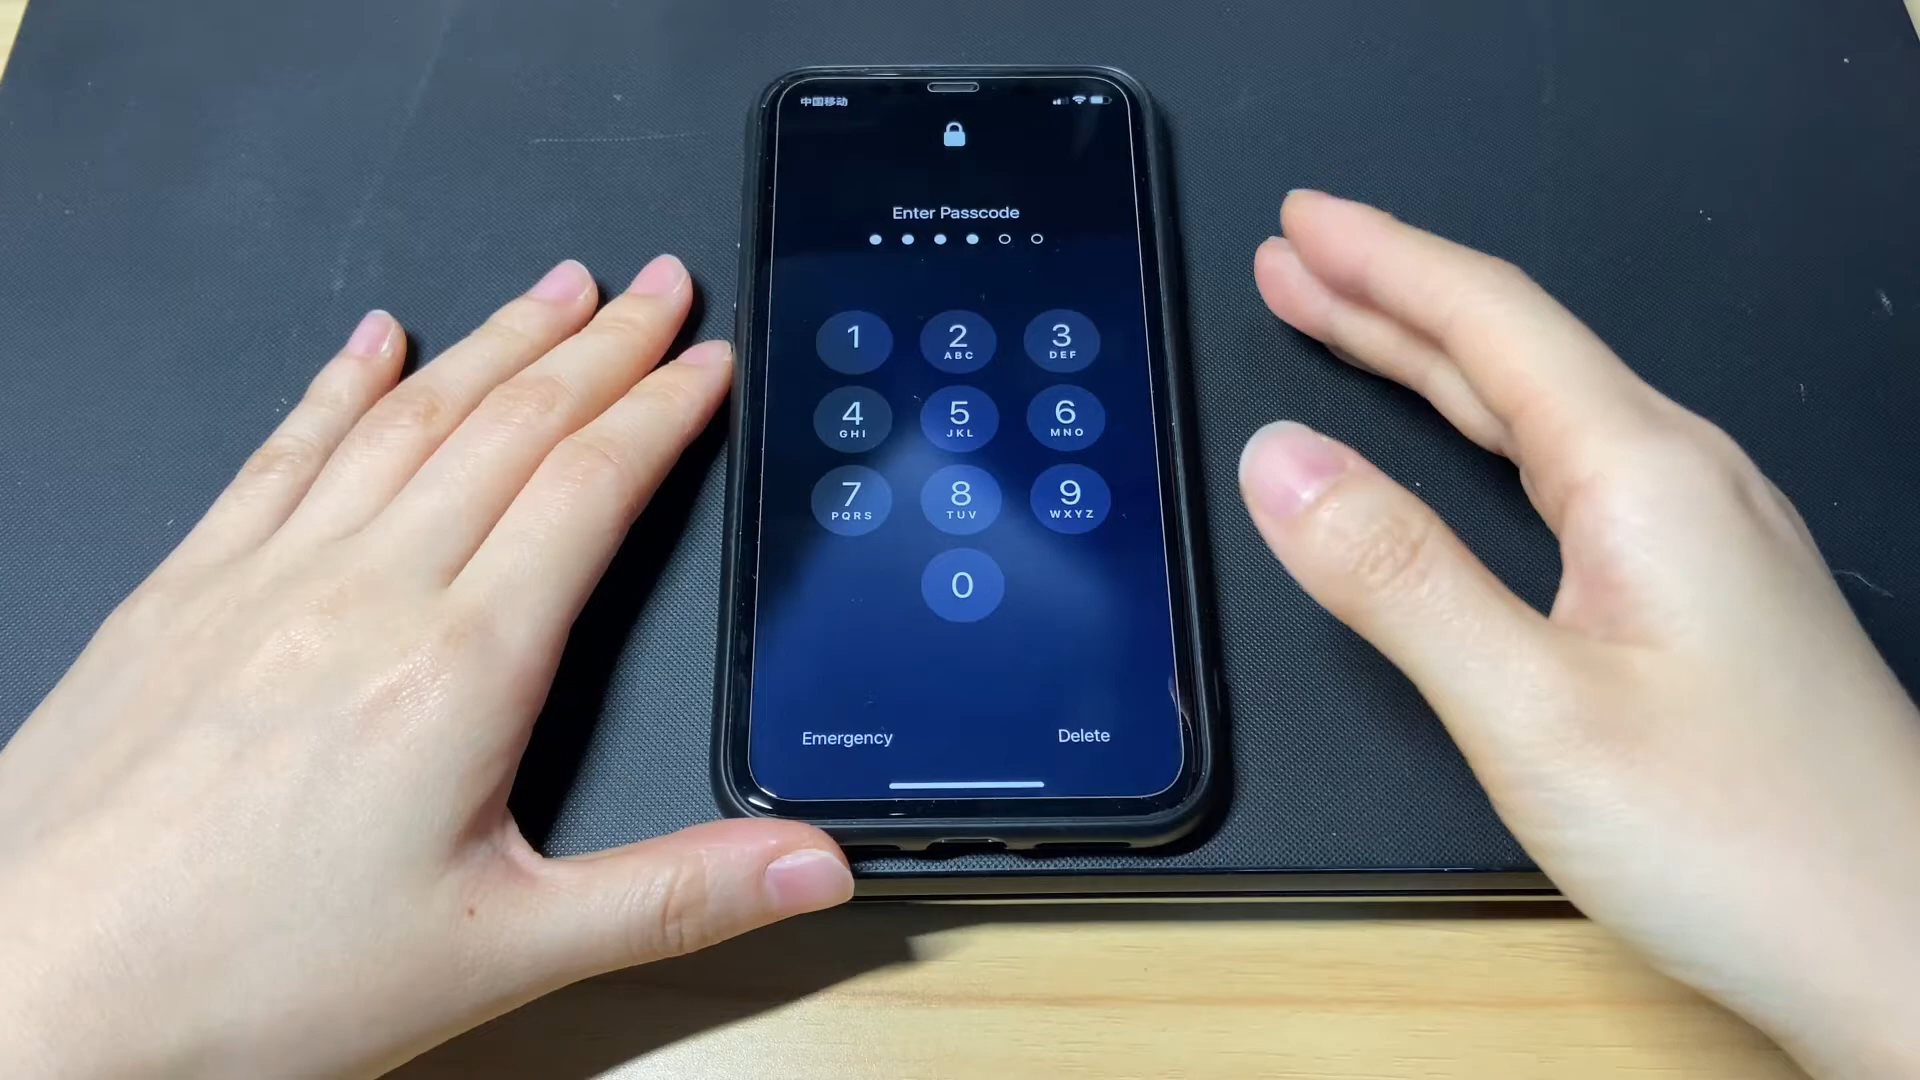 中国移动
Enter Passcode
1
2
ABC
3
DEF
4
GHI
5
JKL
6
MNO
7
PQRS
8
TUV
9
WXYZ
0
Emergency
Delete